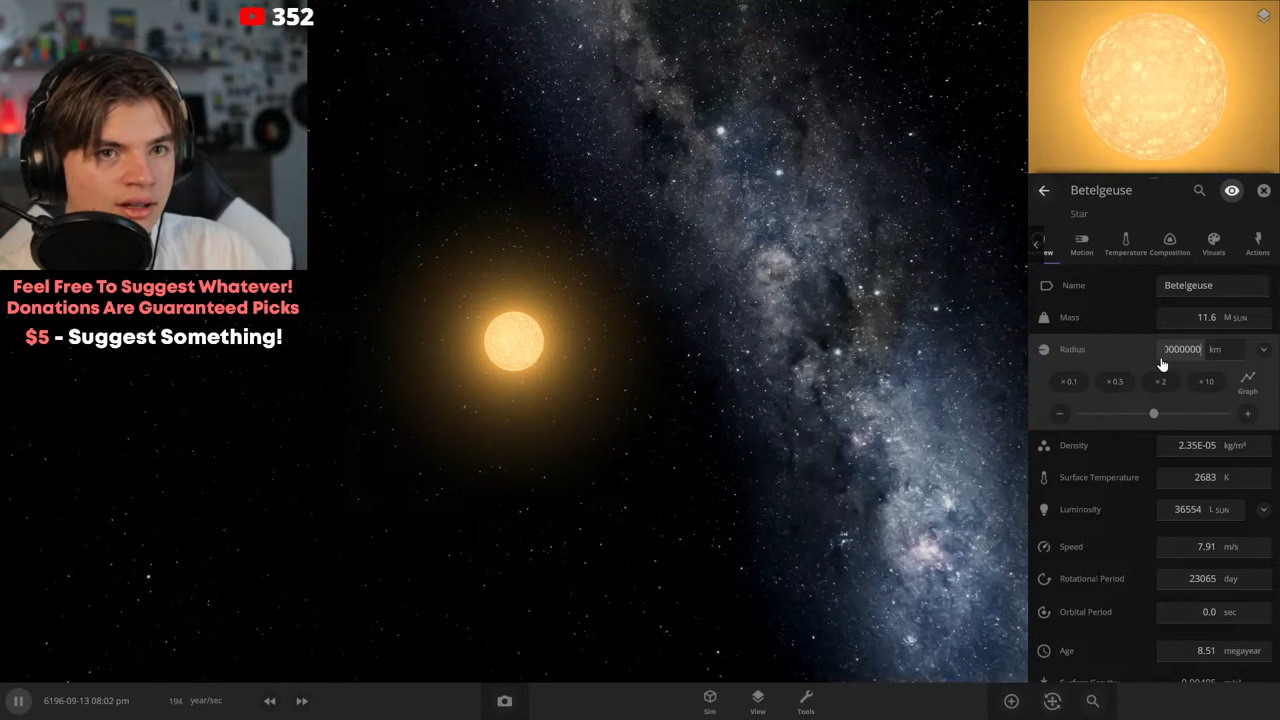 352
Feel Free To Suggest Whatever!
Donations Are Guaranteed Picks
$5 - Suggest Something!
Betelgeuse
Star
ew Motion Temperature Composition Visuals Actions
Name Betelgeuse
Mass 11.6 M SUN
Radius 0000000 km
× 0.1 × 0.5 × 2 × 10 Graph
Density 2.35E-05 kg/m³
Surface Temperature 2683 K
Luminosity 36554 L SUN
Speed 7.91 m/s
Rotational Period 23065 day
Orbital Period 0.0 sec
Age 8.51 megayear
6196-09-13 08:02 pm 194 year/sec Sim View Tools